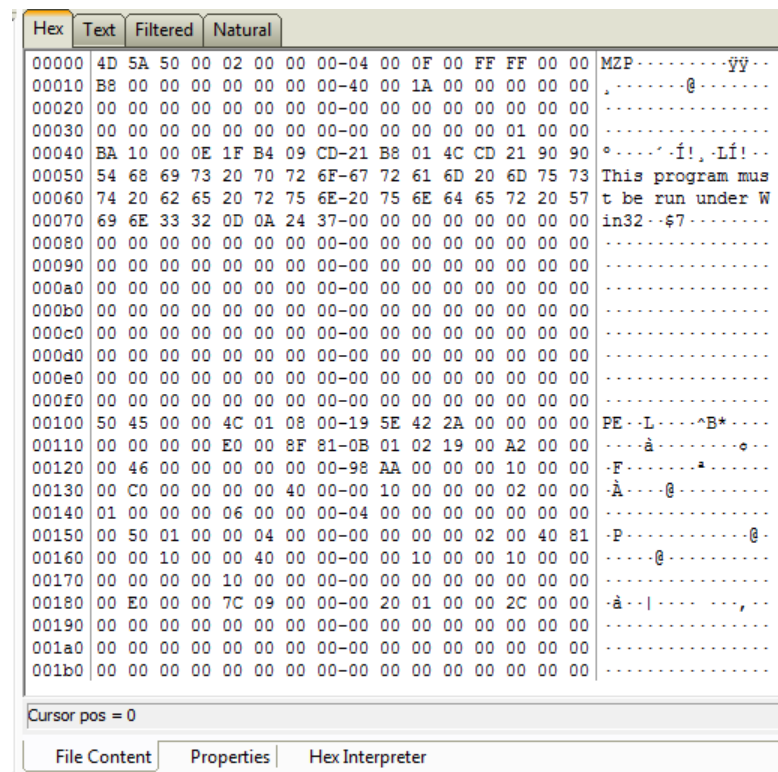 Hex Text Filtered Natural
00000 4D 5A 50 00 02 00 00 00-04 00 0F 00 FF FF 00 00 MZP·········ÿÿ··
00010 B8 00 00 00 00 00 00 00-40 00 1A 00 00 00 00 00 ¸·······@·······
00020 00 00 00 00 00 00 00 00-00 00 00 00 00 00 00 00 ················
00030 00 00 00 00 00 00 00 00-00 00 00 00 00 01 00 00 ················
00040 BA 10 00 0E 1F B4 09 CD-21 B8 01 4C CD 21 90 90 º····´·Í!¸·LÍ!··
00050 54 68 69 73 20 70 72 6F-67 72 61 6D 20 6D 75 73 This program mus
00060 74 20 62 65 20 72 75 6E-20 75 6E 64 65 72 20 57 t be run under W
00070 69 6E 33 32 0D 0A 24 37-00 00 00 00 00 00 00 00 in32··$7········
00080 00 00 00 00 00 00 00 00-00 00 00 00 00 00 00 00 ················
00090 00 00 00 00 00 00 00 00-00 00 00 00 00 00 00 00 ················
000a0 00 00 00 00 00 00 00 00-00 00 00 00 00 00 00 00 ················
000b0 00 00 00 00 00 00 00 00-00 00 00 00 00 00 00 00 ················
000c0 00 00 00 00 00 00 00 00-00 00 00 00 00 00 00 00 ················
000d0 00 00 00 00 00 00 00 00-00 00 00 00 00 00 00 00 ················
000e0 00 00 00 00 00 00 00 00-00 00 00 00 00 00 00 00 ················
000f0 00 00 00 00 00 00 00 00-00 00 00 00 00 00 00 00 ················
00100 50 45 00 00 4C 01 08 00-19 5E 42 2A 00 00 00 00 PE··L····^B*····
00110 00 00 00 00 E0 00 8F 81-0B 01 02 19 00 A2 00 00 ····à········¢··
00120 00 46 00 00 00 00 00 00-98 AA 00 00 00 10 00 00 ·F·······ª······
00130 00 C0 00 00 00 00 40 00-00 10 00 00 00 02 00 00 ·À····@·········
00140 01 00 00 00 06 00 00 00-04 00 00 00 00 00 00 00 ················
00150 00 50 01 00 00 04 00 00-00 00 00 00 02 00 40 81 ·P············@·
00160 00 00 10 00 00 40 00 00-00 00 10 00 00 10 00 00 ·····@··········
00170 00 00 00 00 10 00 00 00-00 00 00 00 00 00 00 00 ················
00180 00 E0 00 00 7C 09 00 00-00 20 01 00 00 2C 00 00 ·à··|···· ···,··
00190 00 00 00 00 00 00 00 00-00 00 00 00 00 00 00 00 ················
001a0 00 00 00 00 00 00 00 00-00 00 00 00 00 00 00 00 ················
001b0 00 00 00 00 00 00 00 00-00 00 00 00 00 00 00 00 ················
Cursor pos = 0
File Content Properties Hex Interpreter